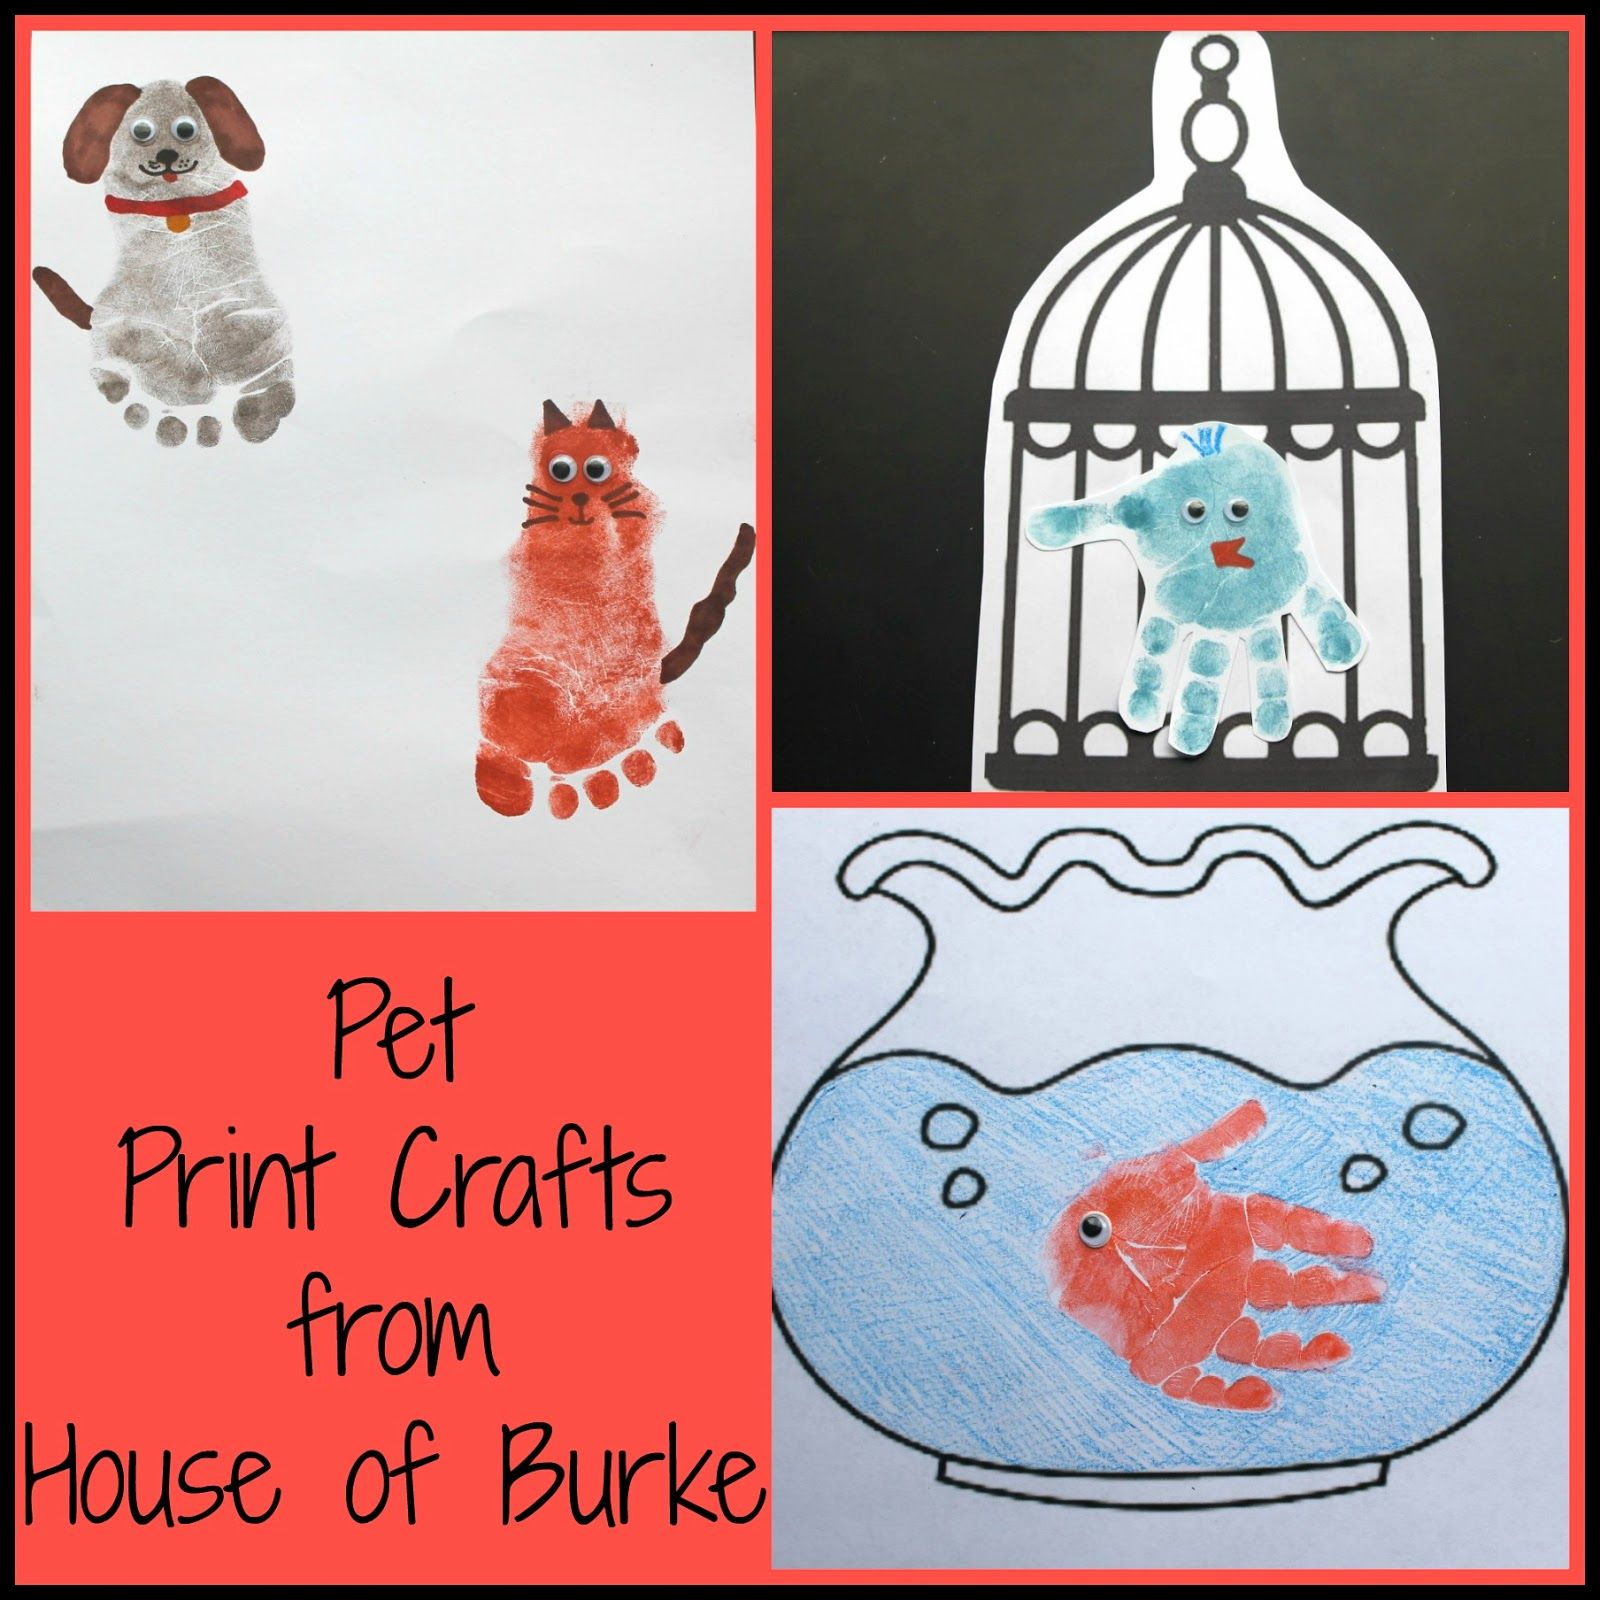 Pet
Print Crafts
from
House of Burke